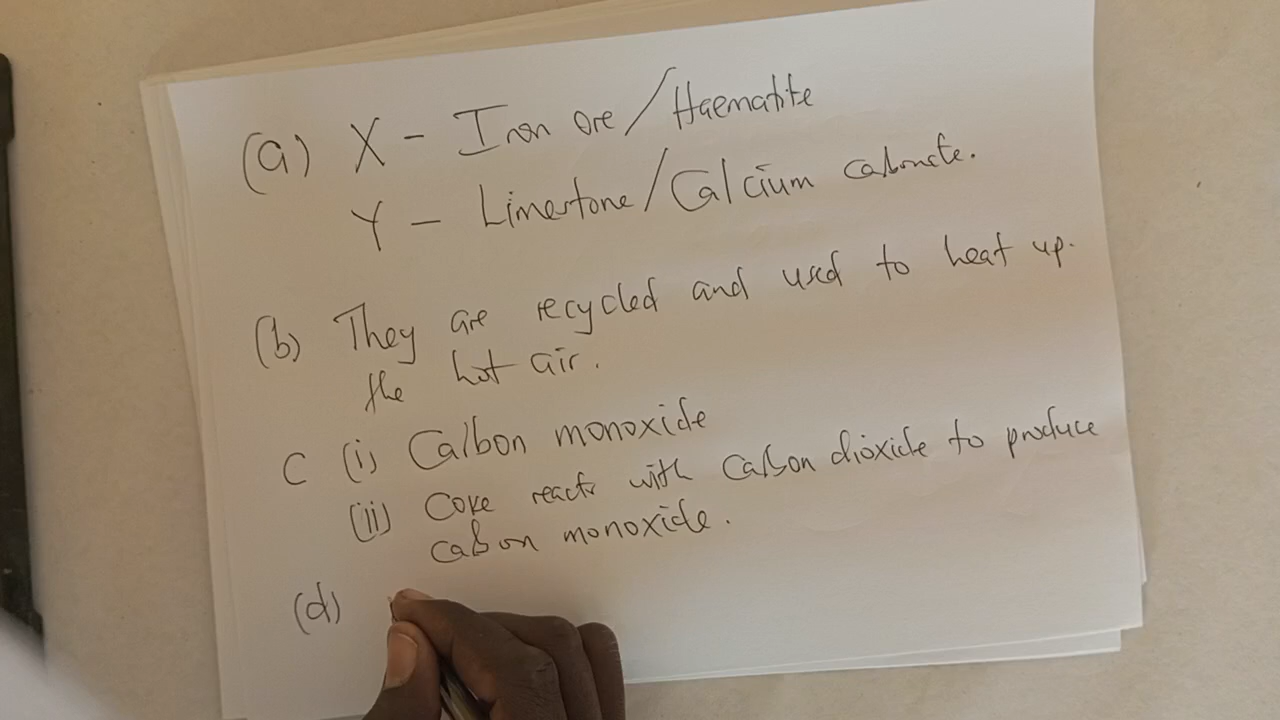 (a) X - Iron ore/Haematite
Y - Limestone/Calcium carbonate.
(b) They are recycled and used to heat up.
the hot air.
C (i) Carbon monoxide
(ii) Coke reacts with Carbon dioxide to produce
carbon monoxide.
(d)